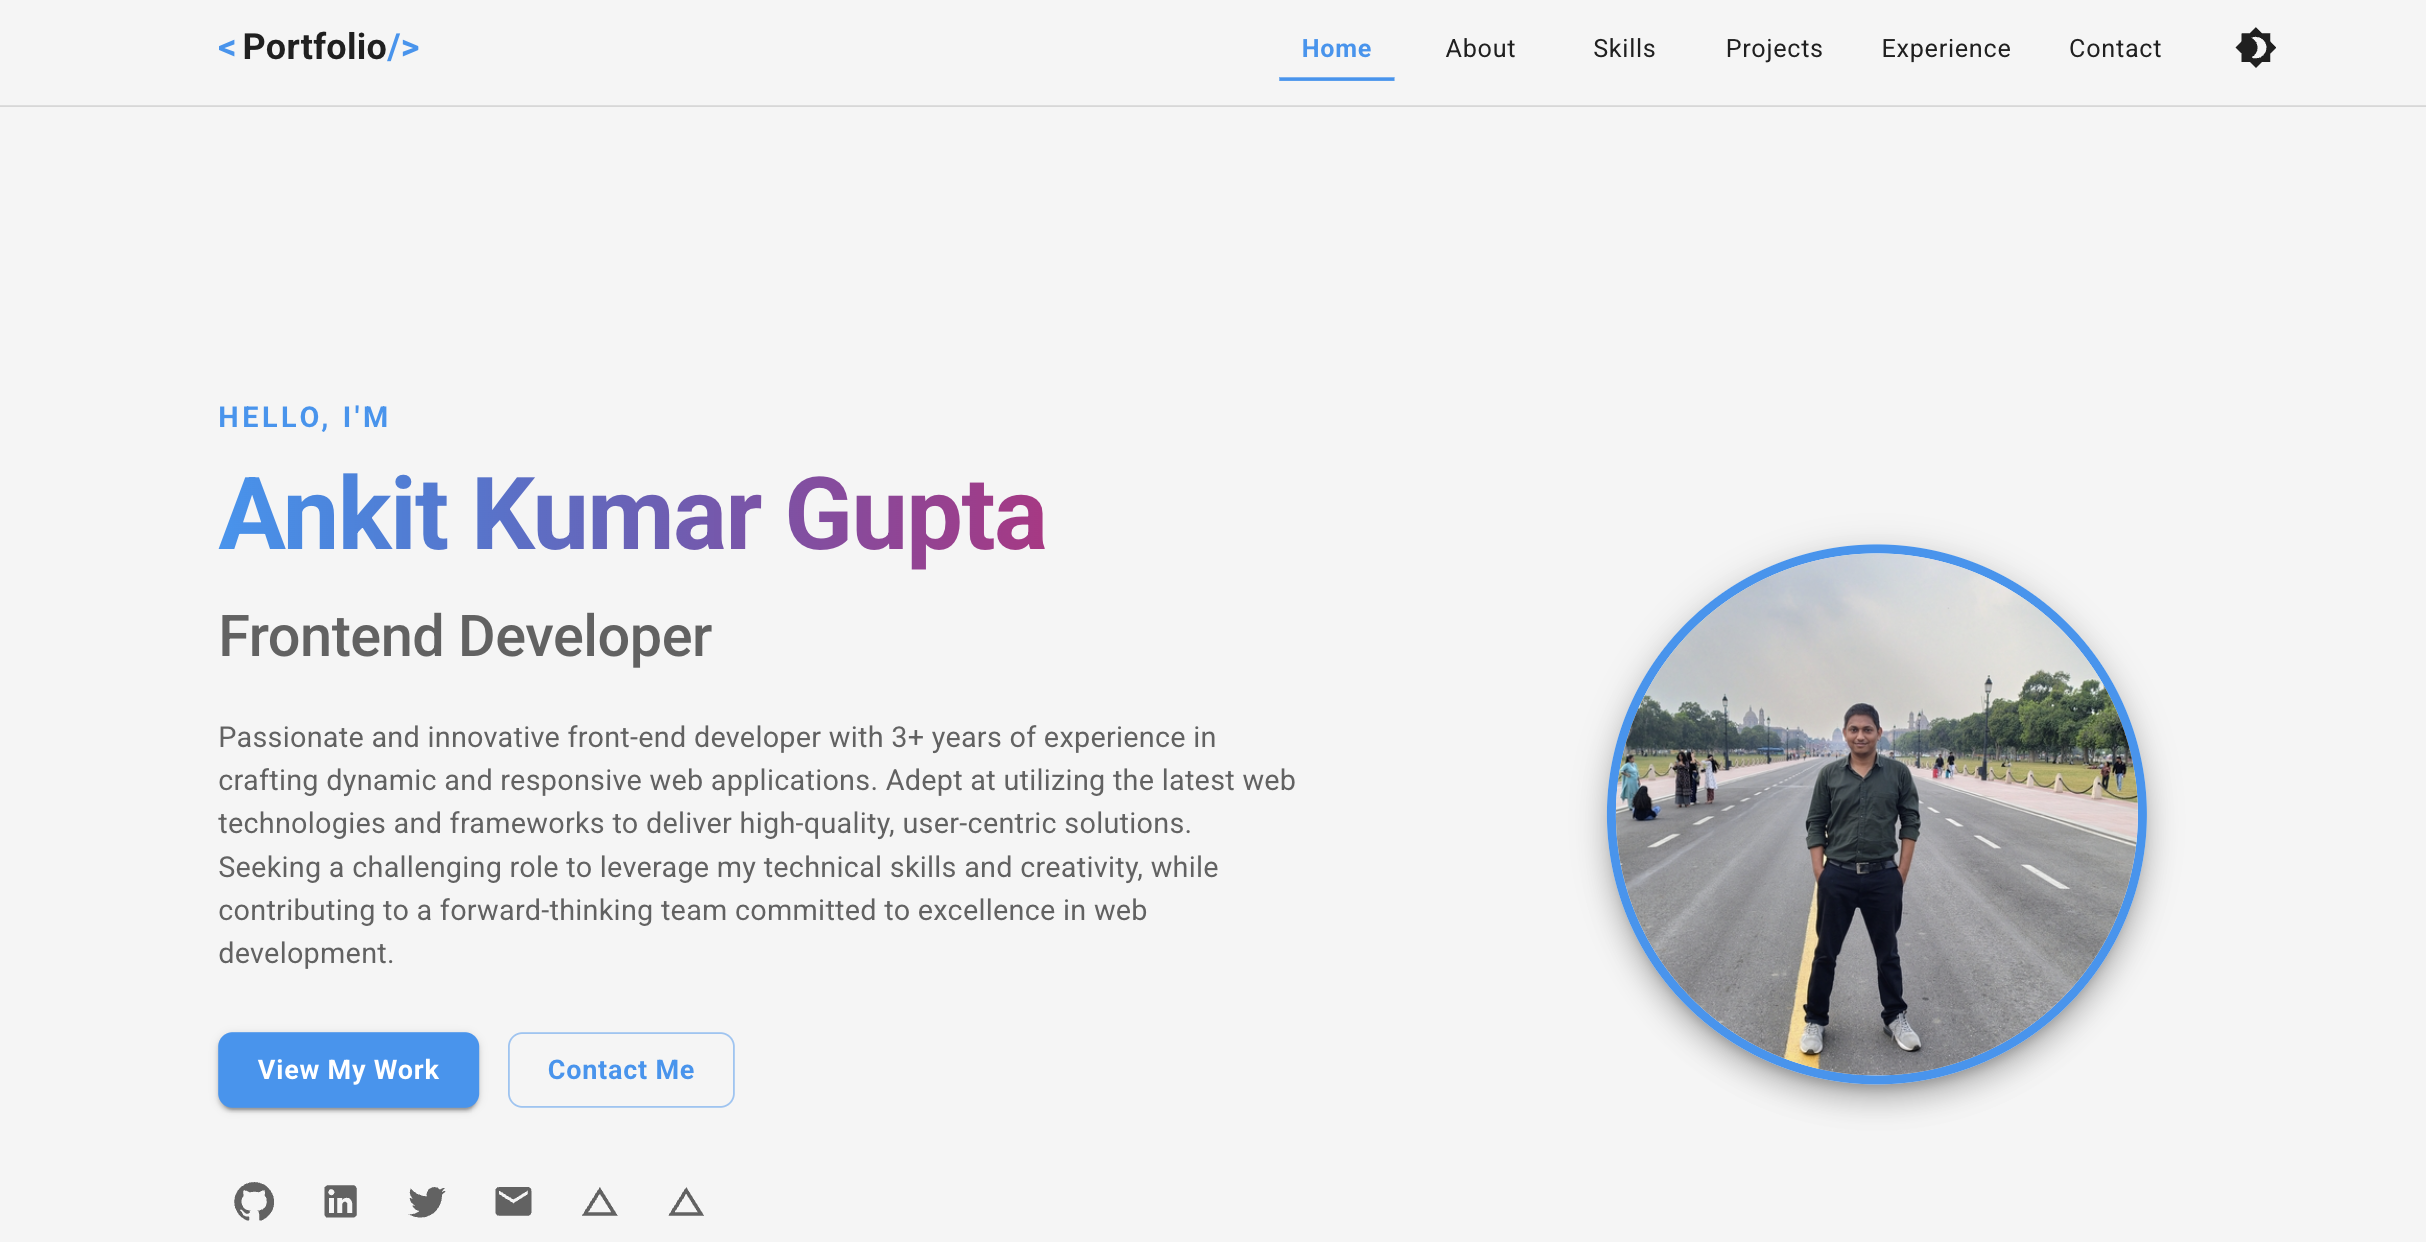 < Portfolio/>
Home About Skills Projects Experience Contact
HELLO, I'M
Ankit Kumar Gupta
Frontend Developer
Passionate and innovative front-end developer with 3+ years of experience in
crafting dynamic and responsive web applications. Adept at utilizing the latest web
technologies and frameworks to deliver high-quality, user-centric solutions.
Seeking a challenging role to leverage my technical skills and creativity, while
contributing to a forward-thinking team committed to excellence in web
development.
View My Work Contact Me
in